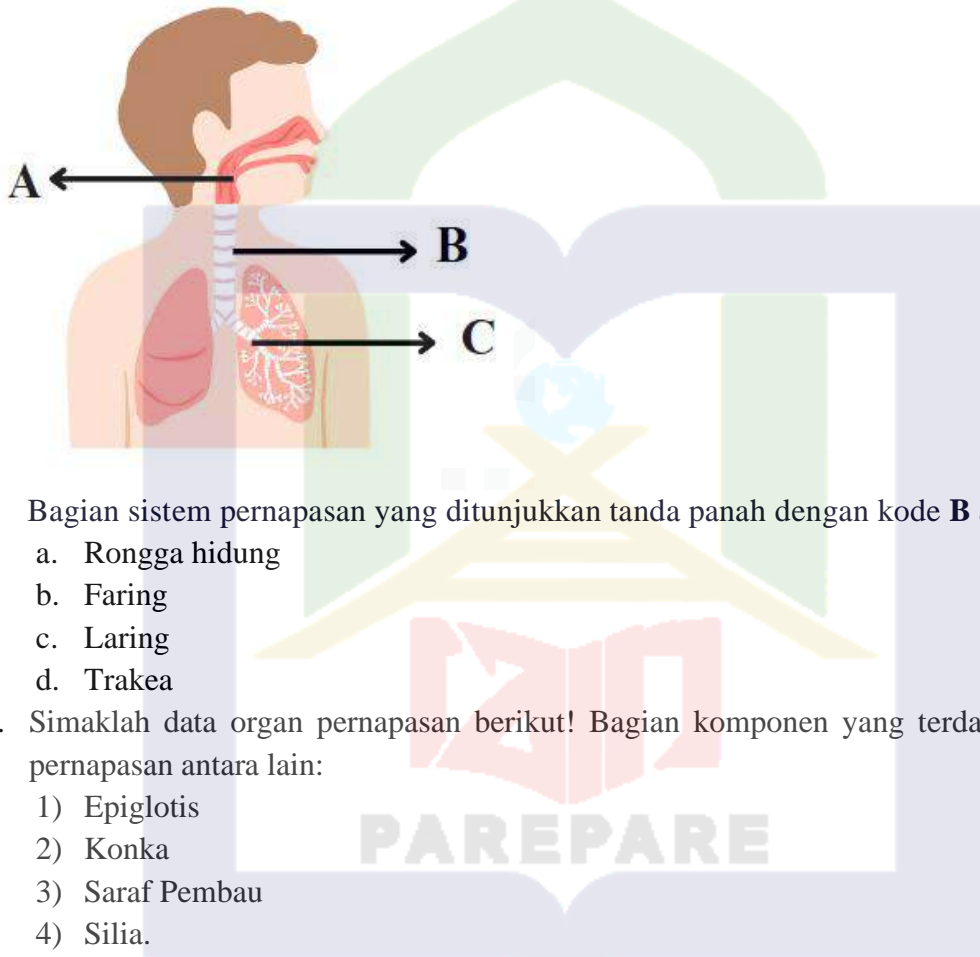 A
B
C
Bagian sistem pernapasan yang ditunjukkan tanda panah dengan kode B
a. Rongga hidung
b. Faring
c. Laring
d. Trakea
. Simaklah data organ pernapasan berikut! Bagian komponen yang terda
pernapasan antara lain:
1) Epiglotis
2) Konka
3) Saraf Pembau
PAREPARE
4) Silia.